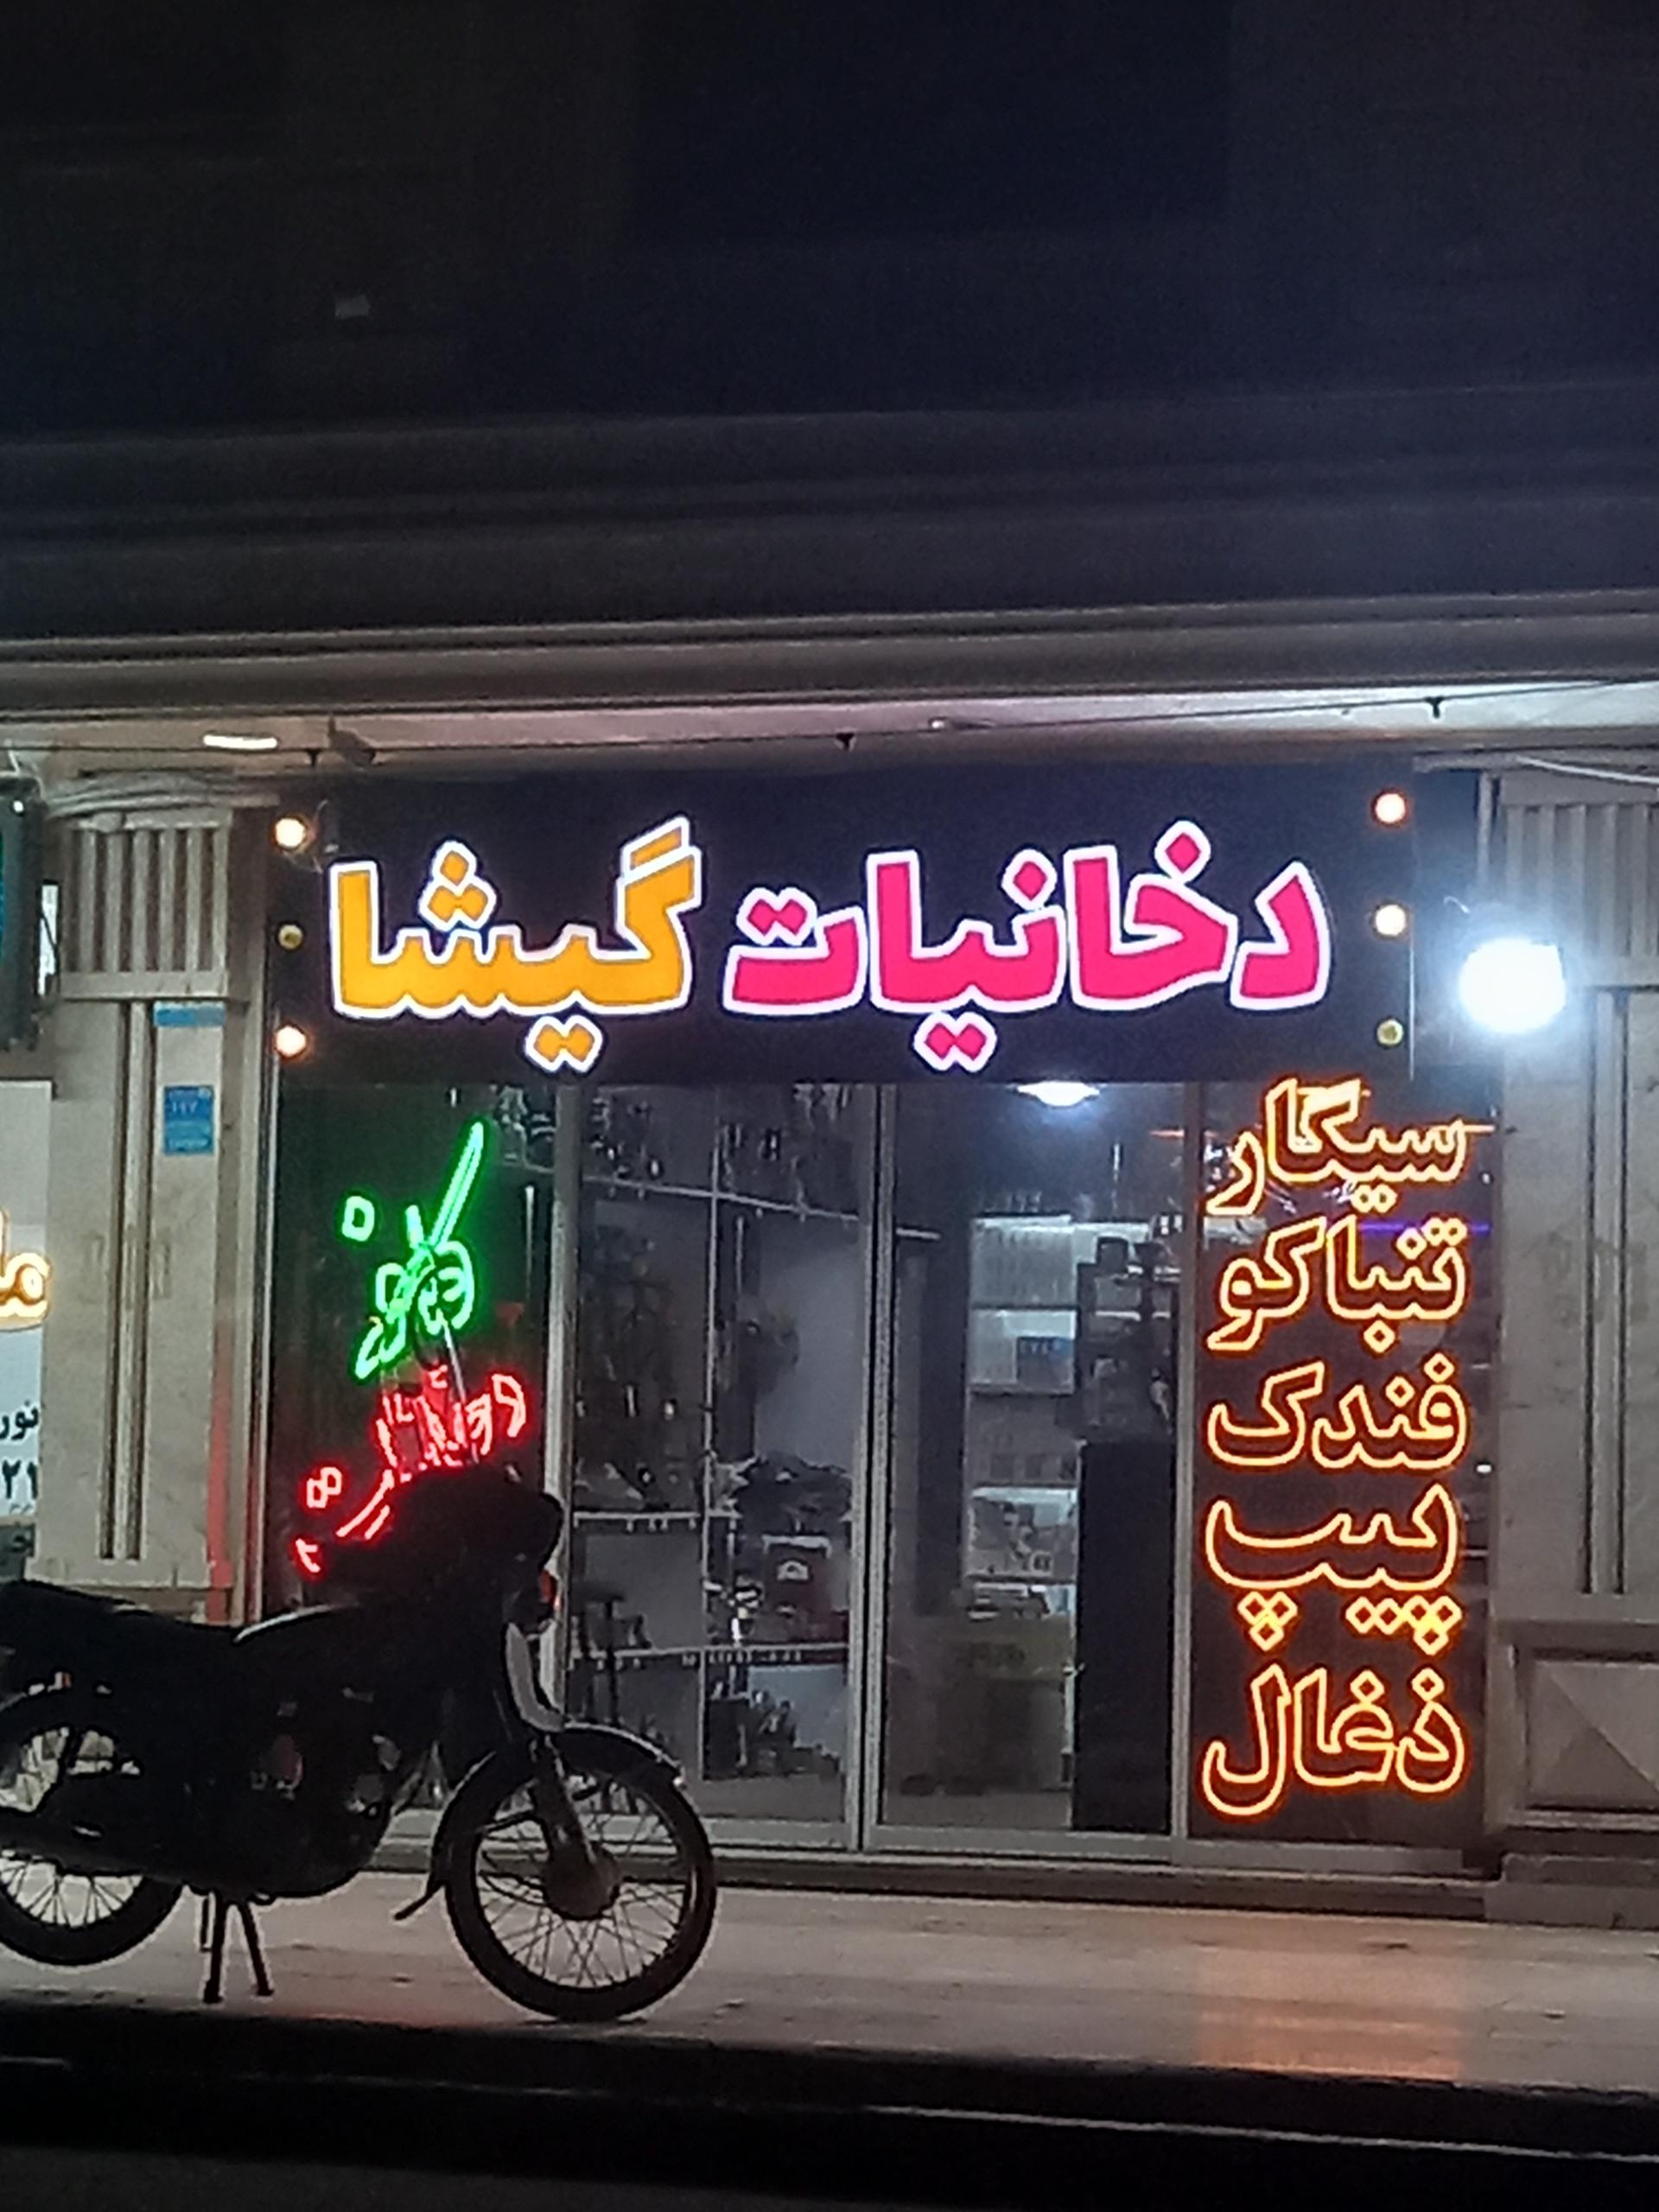 دخانیات گیشا
سیگار
تنباکو
فندک
پیپ
ذغال